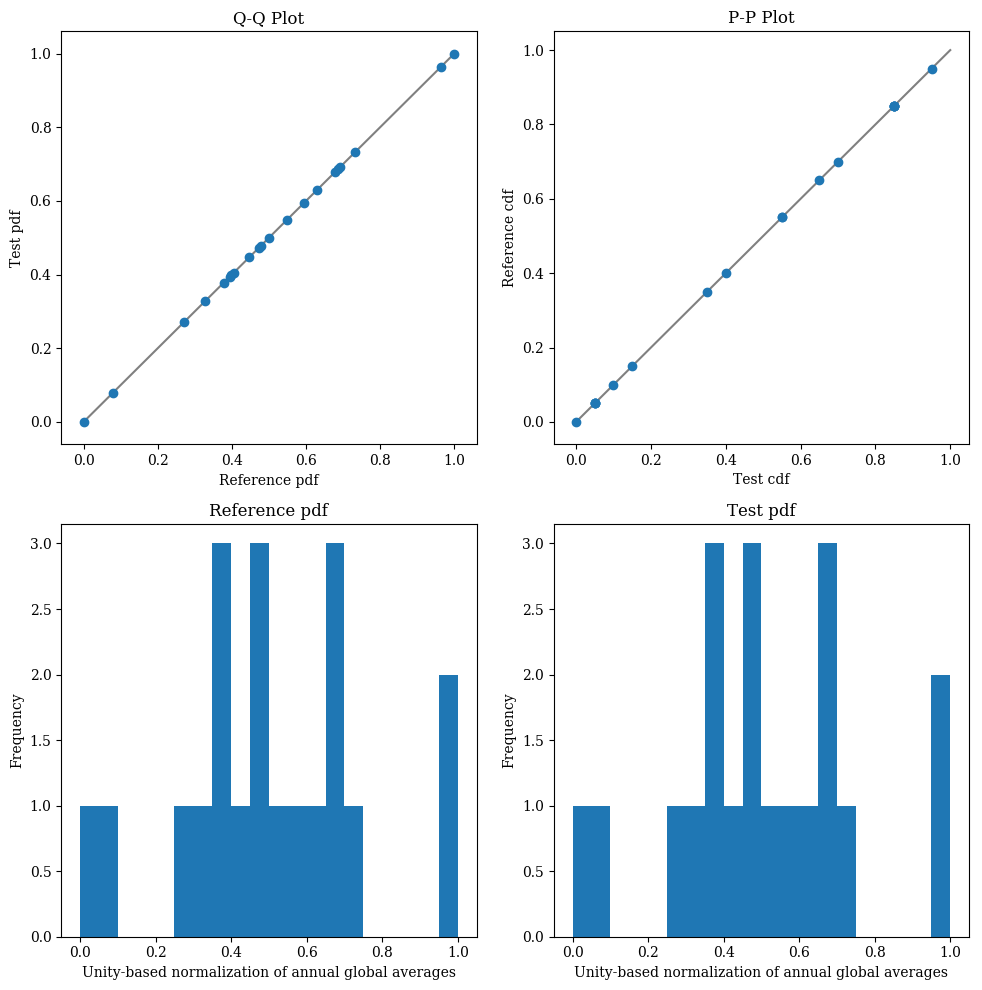 Q-Q Plot
1.0
0.8
0.6
0.4
0.2
0.0
Test pdf
0.0 0.2 0.4 0.6 0.8 1.0
Reference pdf
P-P Plot
1.0
0.8
0.6
0.4
0.2
0.0
Reference cdf
0.0 0.2 0.4 0.6 0.8 1.0
Test cdf
Reference pdf
3.0
2.5
2.0
1.5
1.0
0.5
0.0
Frequency
0.0 0.2 0.4 0.6 0.8 1.0
Unity-based normalization of annual global averages
Test pdf
3.0
2.5
2.0
1.5
1.0
0.5
0.0
Frequency
0.0 0.2 0.4 0.6 0.8 1.0
Unity-based normalization of annual global averages